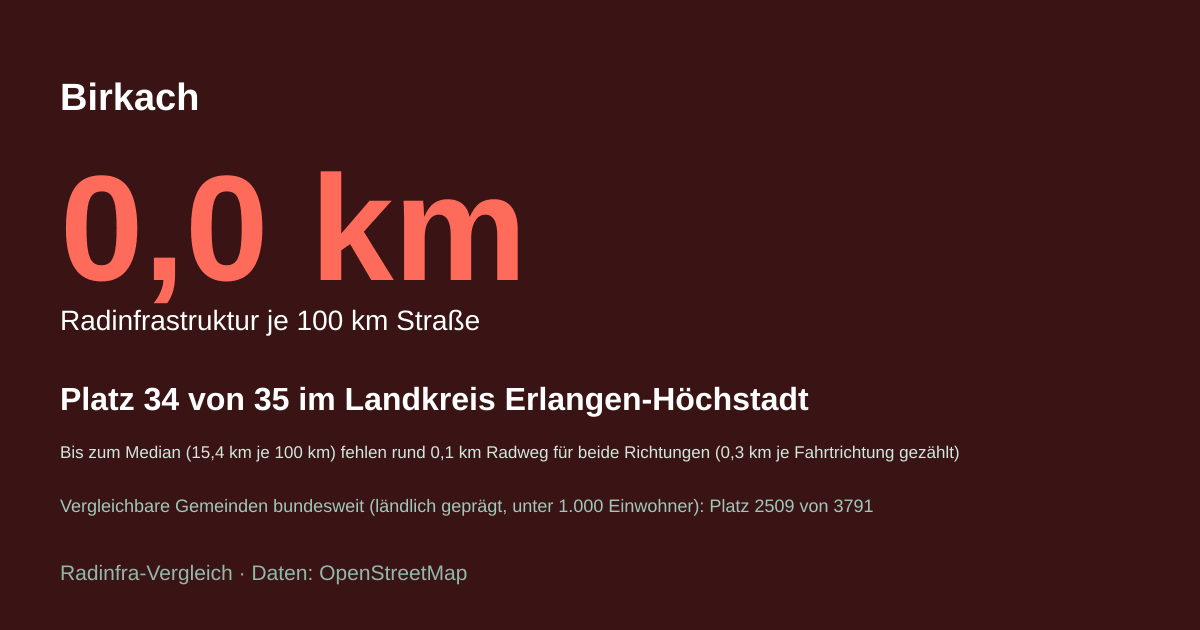 Birkach
0,0 km
Radinfrastruktur je 100 km Straße
Platz 34 von 35 im Landkreis Erlangen-Höchstadt
Bis zum Median (15,4 km je 100 km) fehlen rund 0,1 km Radweg für beide Richtungen (0,3 km je Fahrtrichtung gezählt)
Vergleichbare Gemeinden bundesweit (ländlich geprägt, unter 1.000 Einwohner): Platz 2509 von 3791
Radinfra-Vergleich · Daten: OpenStreetMap